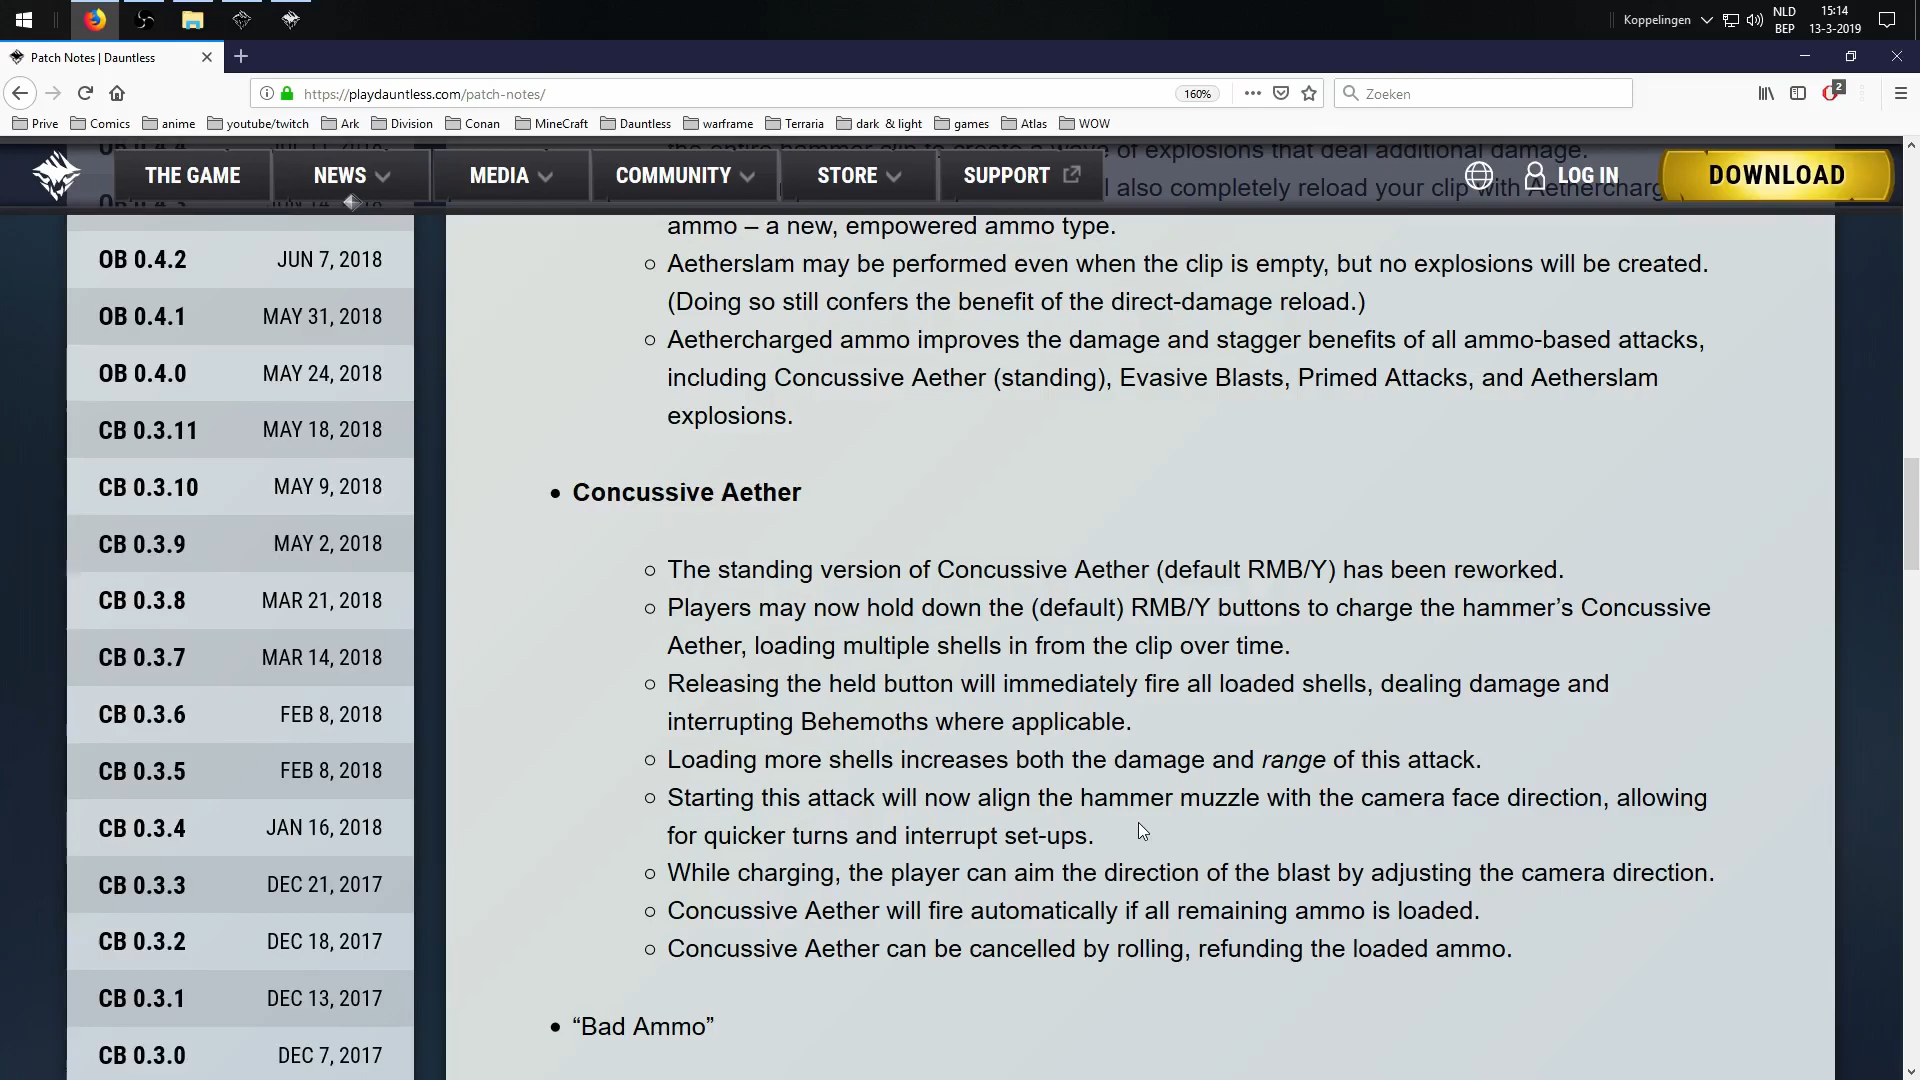 Koppelingen
NLD
BEP
15:14
13-3-2019
Patch Notes | Dauntless
https://playdauntless.com/patch-notes/
160%
Zoeken
2
Prive
Comics
anime
youtube/twitch
Ark
Division
Conan
MineCraft
Dauntless
warframe
Terraria
dark & light
games
Atlas
WOW
THE GAME
NEWS
MEDIA
COMMUNITY
STORE
SUPPORT
LOG IN
DOWNLOAD
OB 0.4.2 JUN 7, 2018
OB 0.4.1 MAY 31, 2018
OB 0.4.0 MAY 24, 2018
CB 0.3.11 MAY 18, 2018
CB 0.3.10 MAY 9, 2018
CB 0.3.9 MAY 2, 2018
CB 0.3.8 MAR 21, 2018
CB 0.3.7 MAR 14, 2018
CB 0.3.6 FEB 8, 2018
CB 0.3.5 FEB 8, 2018
CB 0.3.4 JAN 16, 2018
CB 0.3.3 DEC 21, 2017
CB 0.3.2 DEC 18, 2017
CB 0.3.1 DEC 13, 2017
CB 0.3.0 DEC 7, 2017
the entire hammer clip to create a wave of explosions that deal additional damage.
also completely reload your clip with Aethercharged
ammo – a new, empowered ammo type.
Aetherslam may be performed even when the clip is empty, but no explosions will be created.
(Doing so still confers the benefit of the direct-damage reload.)
Aethercharged ammo improves the damage and stagger benefits of all ammo-based attacks,
including Concussive Aether (standing), Evasive Blasts, Primed Attacks, and Aetherslam
explosions.
Concussive Aether
The standing version of Concussive Aether (default RMB/Y) has been reworked.
Players may now hold down the (default) RMB/Y buttons to charge the hammer’s Concussive
Aether, loading multiple shells in from the clip over time.
Releasing the held button will immediately fire all loaded shells, dealing damage and
interrupting Behemoths where applicable.
Loading more shells increases both the damage and range of this attack.
Starting this attack will now align the hammer muzzle with the camera face direction, allowing
for quicker turns and interrupt set-ups.
While charging, the player can aim the direction of the blast by adjusting the camera direction.
Concussive Aether will fire automatically if all remaining ammo is loaded.
Concussive Aether can be cancelled by rolling, refunding the loaded ammo.
“Bad Ammo”